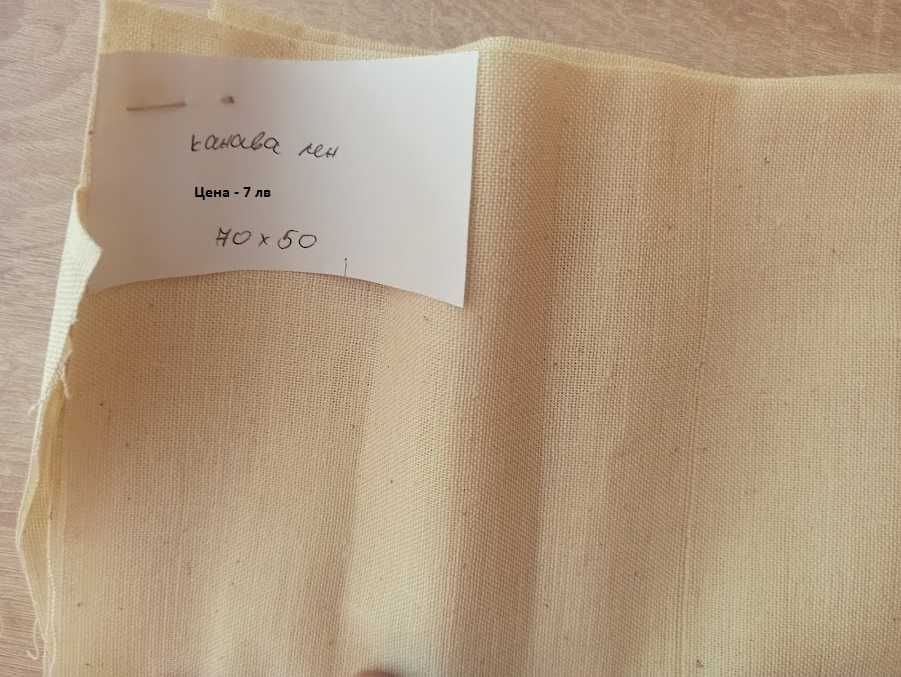 канава лен
Цена - 7 лв
70 x 50